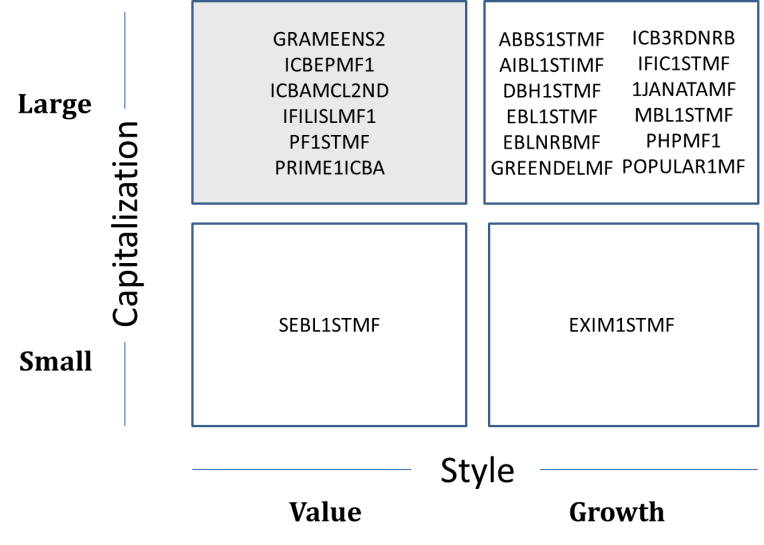 Large
Capitalization
Small
GRAMEENS2
ICBEPMF1
ICBAMCL2ND
IFILISLMF1
PF1STMF
PRIME1ICBA
ABBS1STMF
AIBL1STIMF
DBH1STMF
EBL1STMF
EBLNRBMF
GREENDELMF
ICB3RDNRB
IFIC1STMF
1JANATAMF
MBL1STMF
PHPMF1
POPULAR1MF
SEBL1STMF
EXIM1STMF
Style
Value
Growth